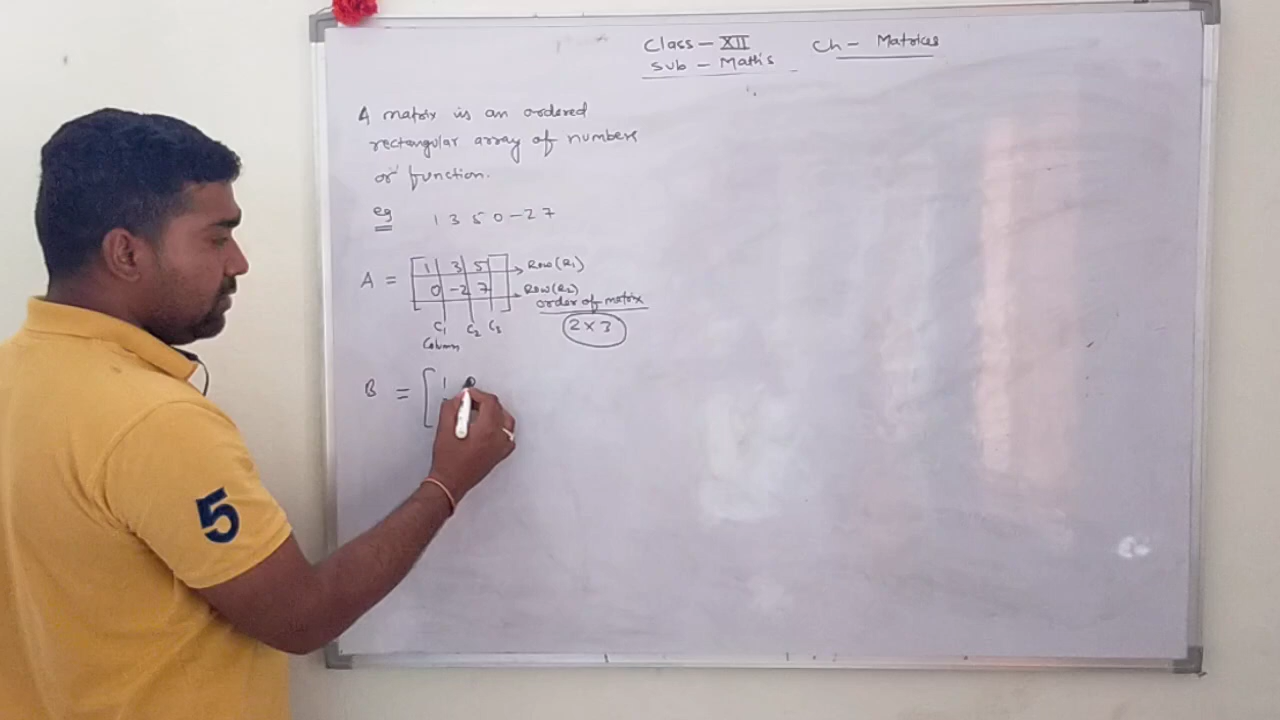 Class - XII Ch - Matrices
Sub - Maths
A matrix is an ordered
rectangular array of numbers
or function.
eg 1 3 5 0 -2 7
A = [1 3 5 → Row (R1)
0 -2 7] → Row (R2)
order of matrix
C1 C2 C3 2 × 3
Column
B = [1
5